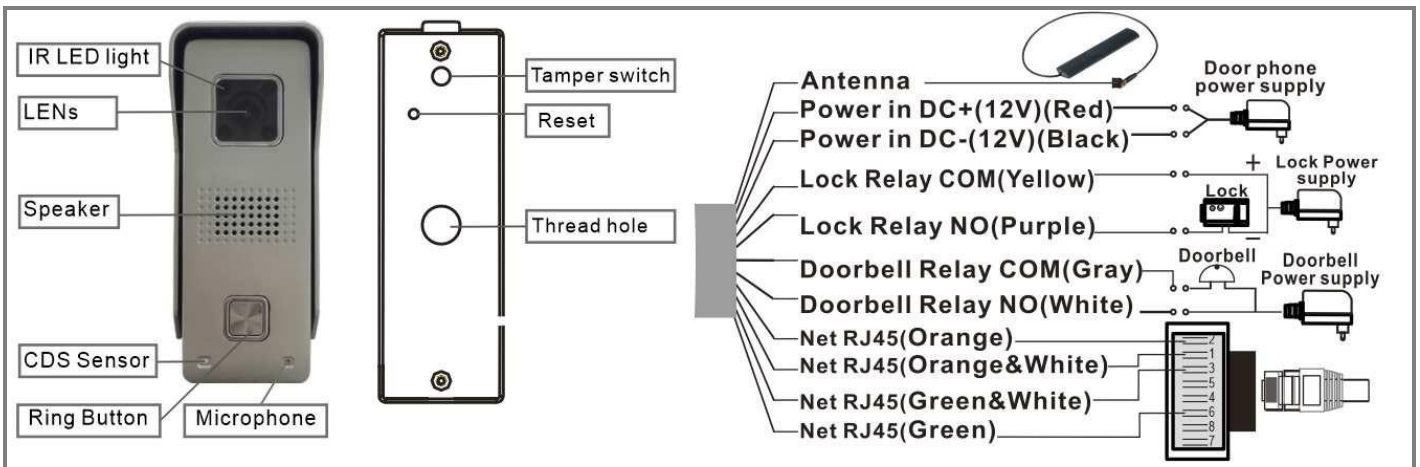 IR LED light
LENs
Speaker
CDS Sensor
Ring Button
Microphone
Tamper switch
Reset
Thread hole
Antenna
Power in DC+(12V)(Red)
Power in DC-(12V)(Black)
Lock Relay COM(Yellow)
Lock Relay NO(Purple)
Doorbell Relay COM(Gray)
Doorbell Relay NO(White)
Net RJ45(Orange)
Net RJ45(Orange&White)
Net RJ45(Green&White)
Net RJ45(Green)
Door phone
power supply
+
Lock Power
supply
Lock
–
Doorbell
Doorbell
Power supply
2
1
3
5
4
6
8
7